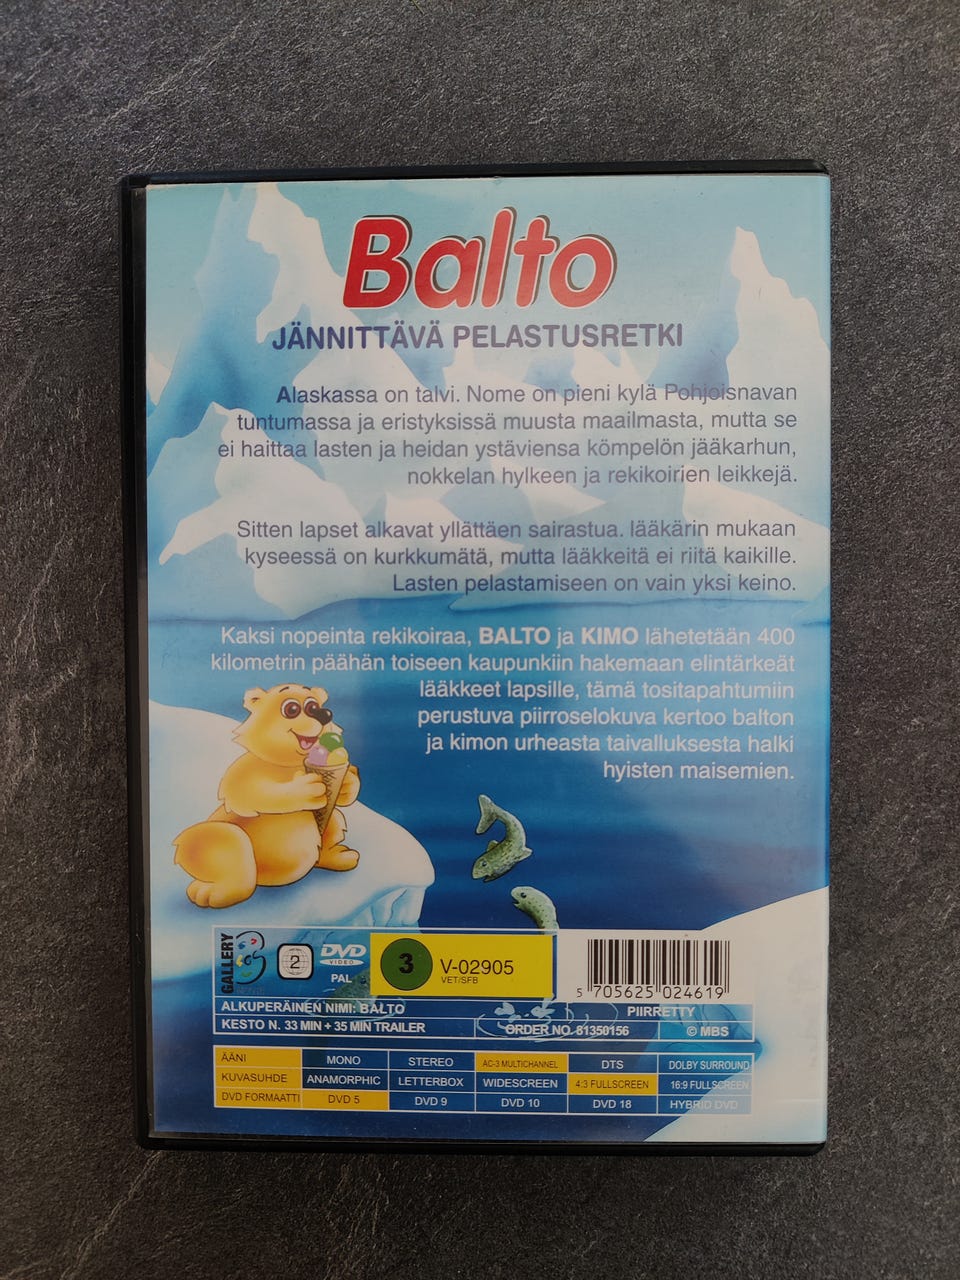 Balto
JÄNNITTÄVÄ PELASTUSRETKI
Alaskassa on talvi. Nome on pieni kylä Pohjoisnavan
tuntumassa ja eristyksissä muusta maailmasta, mutta se
ei haittaa lasten ja heidan ystäviensa kömpelön jääkarhun,
nokkelan hylkeen ja rekikoirien leikkejä.
Sitten lapset alkavat yllättäen sairastua. lääkärin mukaan
kyseessä on kurkkumätä, mutta lääkkeitä ei riitä kaikille.
Lasten pelastamiseen on vain yksi keino.
Kaksi nopeinta rekikoiraa, BALTO ja KIMO lähetetään 400
kilometrin päähän toiseen kaupunkiin hakemaan elintärkeät
lääkkeet lapsille, tämä tositapahtumiin
perustuva piirroselokuva kertoo balton
ja kimon urheasta taivalluksesta halki
hyisten maisemien.
GALLERY
2
DVD
VIDEO
PAL
3
V-02905
VET/SFB
5 705625 024619
ALKUPERÄINEN NIMI: BALTO PIIRRETTY
KESTO N. 33 MIN + 35 MIN TRAILER ORDER NO. 81350156 © MBS
ÄÄNI MONO STEREO AC-3 MULTICHANNEL DTS DOLBY SURROUND
KUVASUHDE ANAMORPHIC LETTERBOX WIDESCREEN 4:3 FULLSCREEN 16:9 FULLSCREEN
DVD FORMAATTI DVD 5 DVD 9 DVD 10 DVD 18 HYBRID DVD